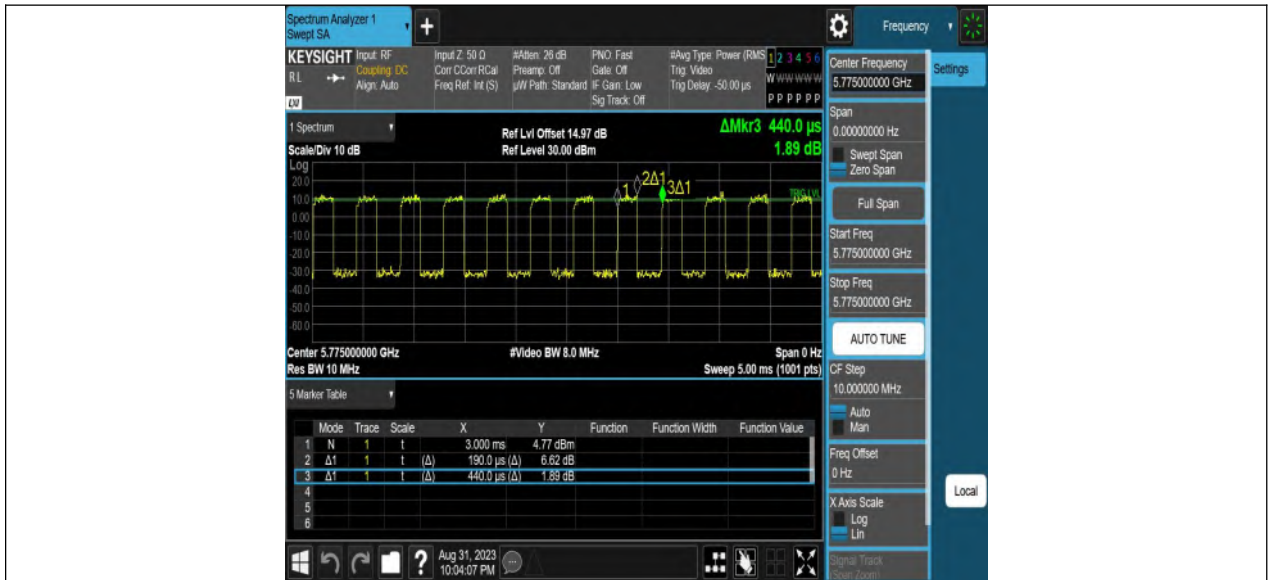 Spectrum Analyzer 1
Swept SA
+
Frequency
KEYSIGHT
RL
LXI
Input: RF
Coupling: DC
Align: Auto
Input Z: 50 Ω
Corr CCorr RCal
Freq Ref: Int (S)
#Atten: 26 dB
Preamp: Off
µW Path: Standard
PNO: Fast
Gate: Off
IF Gain: Low
Sig Track: Off
#Avg Type: Power (RMS
Trig: Video
Trig Delay: -50.00 µs
1 2 3 4 5 6
W W W W W W
P P P P P P
Center Frequency
5.775000000 GHz
Settings
1 Spectrum
Scale/Div 10 dB
Ref Lvl Offset 14.97 dB
Ref Level 30.00 dBm
ΔMkr3 440.0 µs
1.89 dB
Log
20.0
10.0
0.00
-10.0
-20.0
-30.0
-40.0
-50.0
-60.0
1
2Δ1
3Δ1
TRIG LVL
Center 5.775000000 GHz
#Video BW 8.0 MHz
Span 0 Hz
Res BW 10 MHz
Sweep 5.00 ms (1001 pts)
Span
0.00000000 Hz
Swept Span
Zero Span
Full Span
Start Freq
5.775000000 GHz
Stop Freq
5.775000000 GHz
AUTO TUNE
CF Step
10.000000 MHz
Auto
Man
Freq Offset
0 Hz
X Axis Scale
Log
Lin
Signal Track
(Span Zoom)
Local
5 Marker Table
Mode Trace Scale X Y Function Function Width Function Value
1 N 1 t 3.000 ms 4.77 dBm
2 Δ1 1 t (Δ) 190.0 µs (Δ) 6.62 dB
3 Δ1 1 t (Δ) 440.0 µs (Δ) 1.89 dB
4
5
6
?
Aug 31, 2023
10:04:07 PM